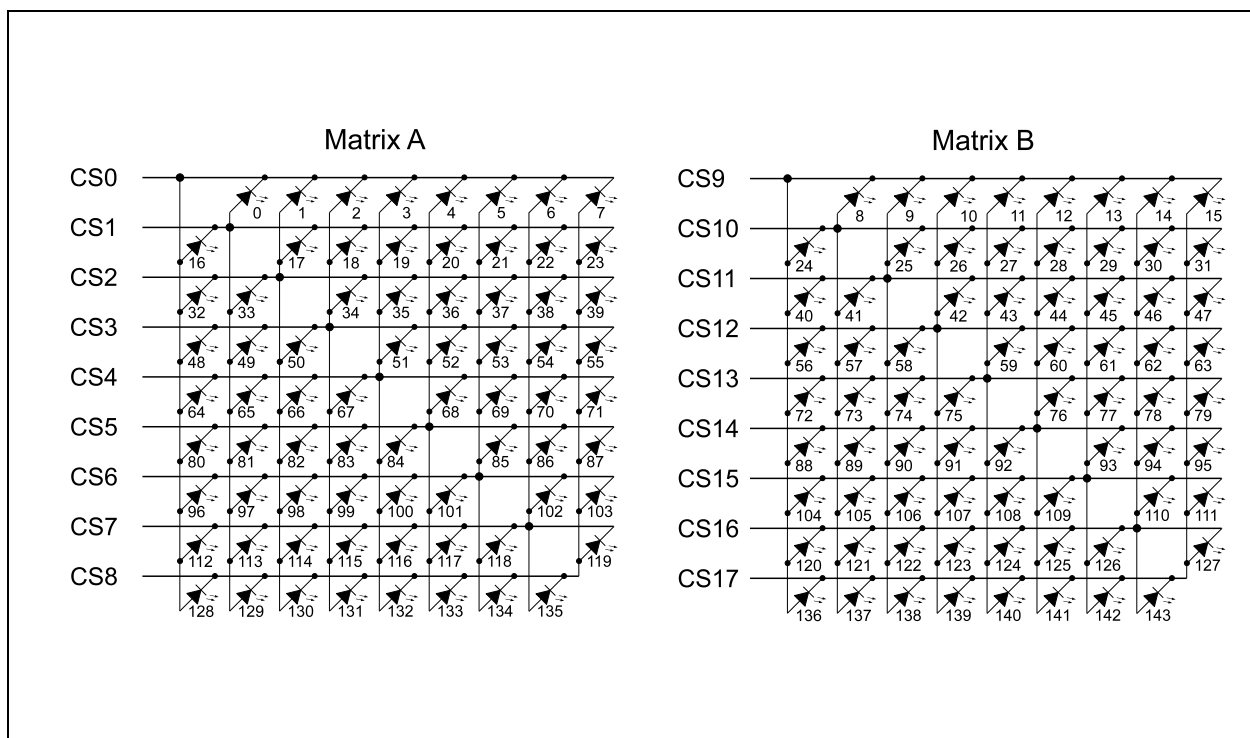 Matrix A
CS0
0 1 2 3 4 5 6 7
CS1
16 17 18 19 20 21 22 23
CS2
32 33 34 35 36 37 38 39
CS3
48 49 50 51 52 53 54 55
CS4
64 65 66 67 68 69 70 71
CS5
80 81 82 83 84 85 86 87
CS6
96 97 98 99 100 101 102 103
CS7
112 113 114 115 116 117 118 119
CS8
128 129 130 131 132 133 134 135
Matrix B
CS9
8 9 10 11 12 13 14 15
CS10
24 25 26 27 28 29 30 31
CS11
40 41 42 43 44 45 46 47
CS12
56 57 58 59 60 61 62 63
CS13
72 73 74 75 76 77 78 79
CS14
88 89 90 91 92 93 94 95
CS15
104 105 106 107 108 109 110 111
CS16
120 121 122 123 124 125 126 127
CS17
136 137 138 139 140 141 142 143